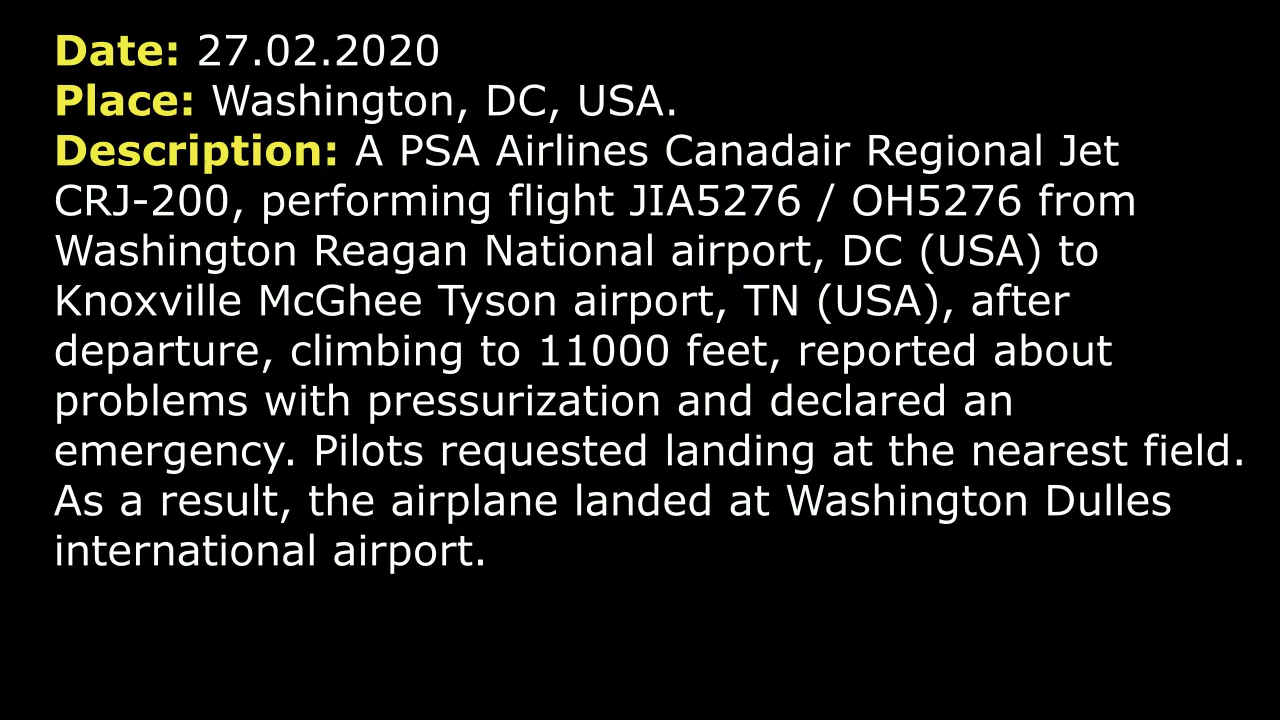 Date: 27.02.2020
Place: Washington, DC, USA.
Description: A PSA Airlines Canadair Regional Jet
CRJ-200, performing flight JIA5276 / OH5276 from
Washington Reagan National airport, DC (USA) to
Knoxville McGhee Tyson airport, TN (USA), after
departure, climbing to 11000 feet, reported about
problems with pressurization and declared an
emergency. Pilots requested landing at the nearest field.
As a result, the airplane landed at Washington Dulles
international airport.